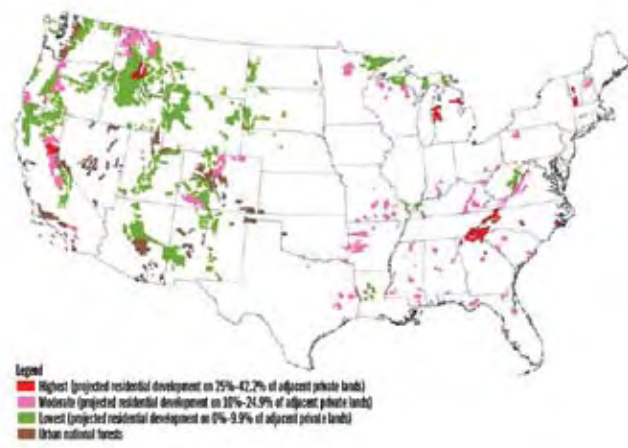 Legend
Highest (projected residential development on 25%–42.2% of adjacent private lands)
Moderate (projected residential development on 10%–24.9% of adjacent private lands)
Lowest (projected residential development on 0%–9.9% of adjacent private lands)
Urban national forests